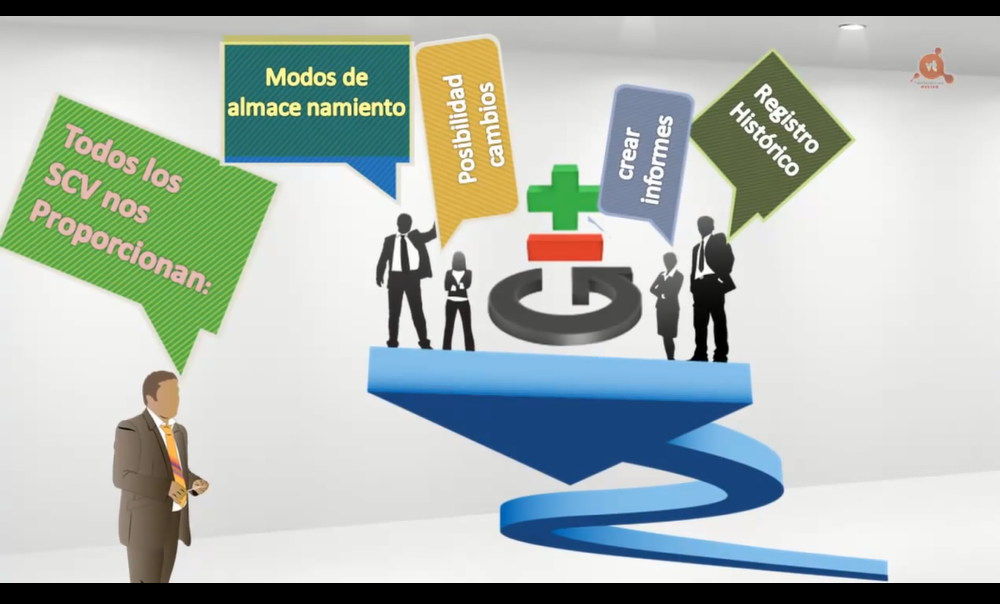 Todos los
SCV nos
Proporcionan:
Modos de
almace namiento
Posibilidad
cambios
crear
informes
Registro
Histórico
vt